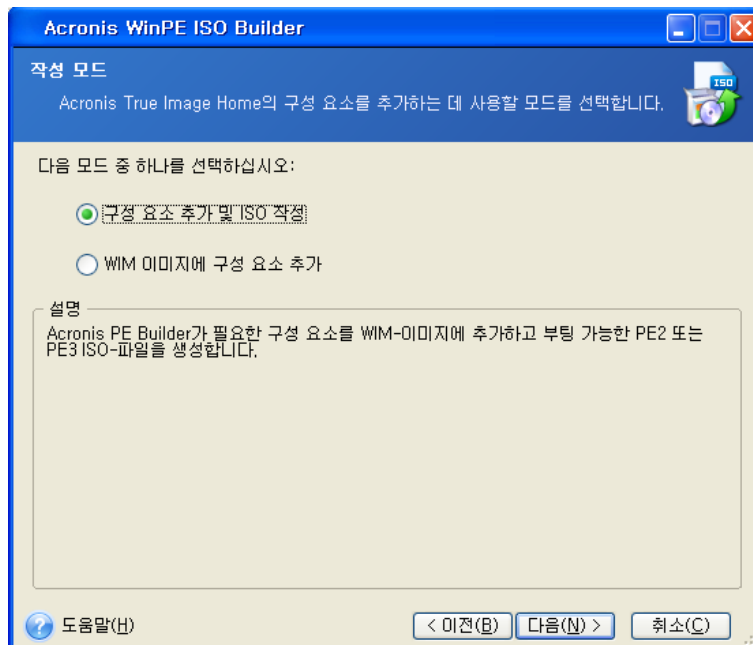 Acronis WinPE ISO Builder
작성 모드
Acronis True Image Home의 구성 요소를 추가하는 데 사용할 모드를 선택합니다.
ISO
다음 모드 중 하나를 선택하십시오:
구성 요소 추가 및 ISO 작성
WIM 이미지에 구성 요소 추가
설명
Acronis PE Builder가 필요한 구성 요소를 WIM-이미지에 추가하고 부팅 가능한 PE2 또는
PE3 ISO-파일을 생성합니다.
도움말(H) < 이전(B) 다음(N) > 취소(C)